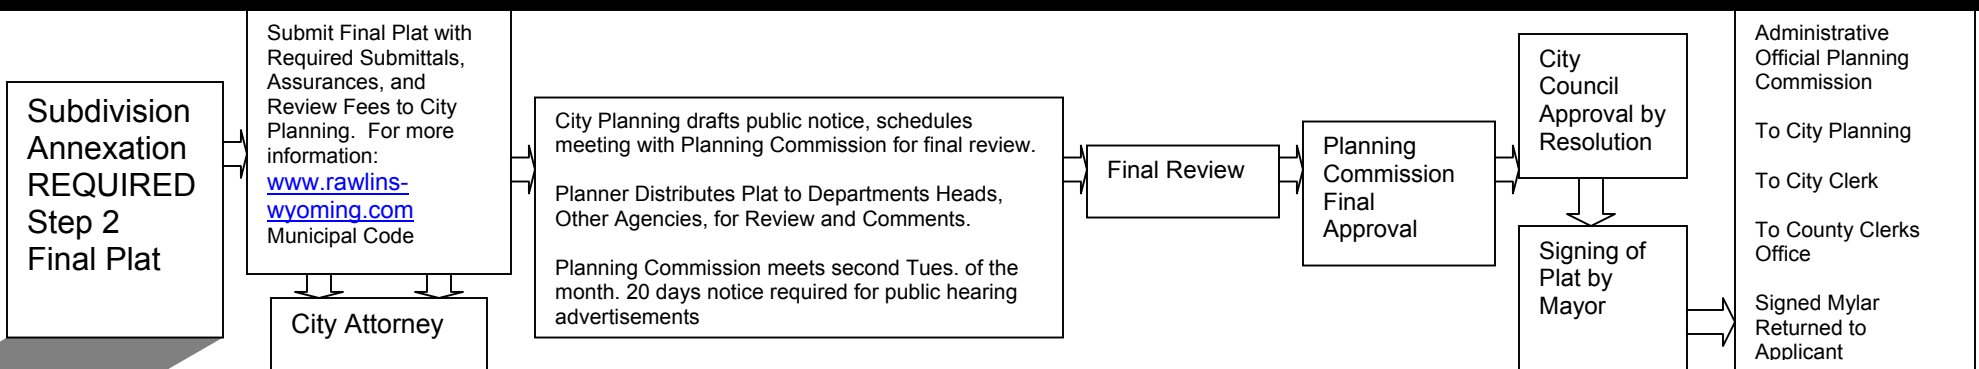 Subdivision
Annexation
REQUIRED
Step 2
Final Plat
Submit Final Plat with
Required Submittals,
Assurances, and
Review Fees to City
Planning. For more
information:
www.rawlins-
wyoming.com
Municipal Code
City Attorney
City Planning drafts public notice, schedules
meeting with Planning Commission for final review.
Planner Distributes Plat to Departments Heads,
Other Agencies, for Review and Comments.
Planning Commission meets second Tues. of the
month. 20 days notice required for public hearing
advertisements
Final Review
Planning
Commission
Final
Approval
City
Council
Approval by
Resolution
Signing of
Plat by
Mayor
Administrative
Official Planning
Commission
To City Planning
To City Clerk
To County Clerks
Office
Signed Mylar
Returned to
Applicant